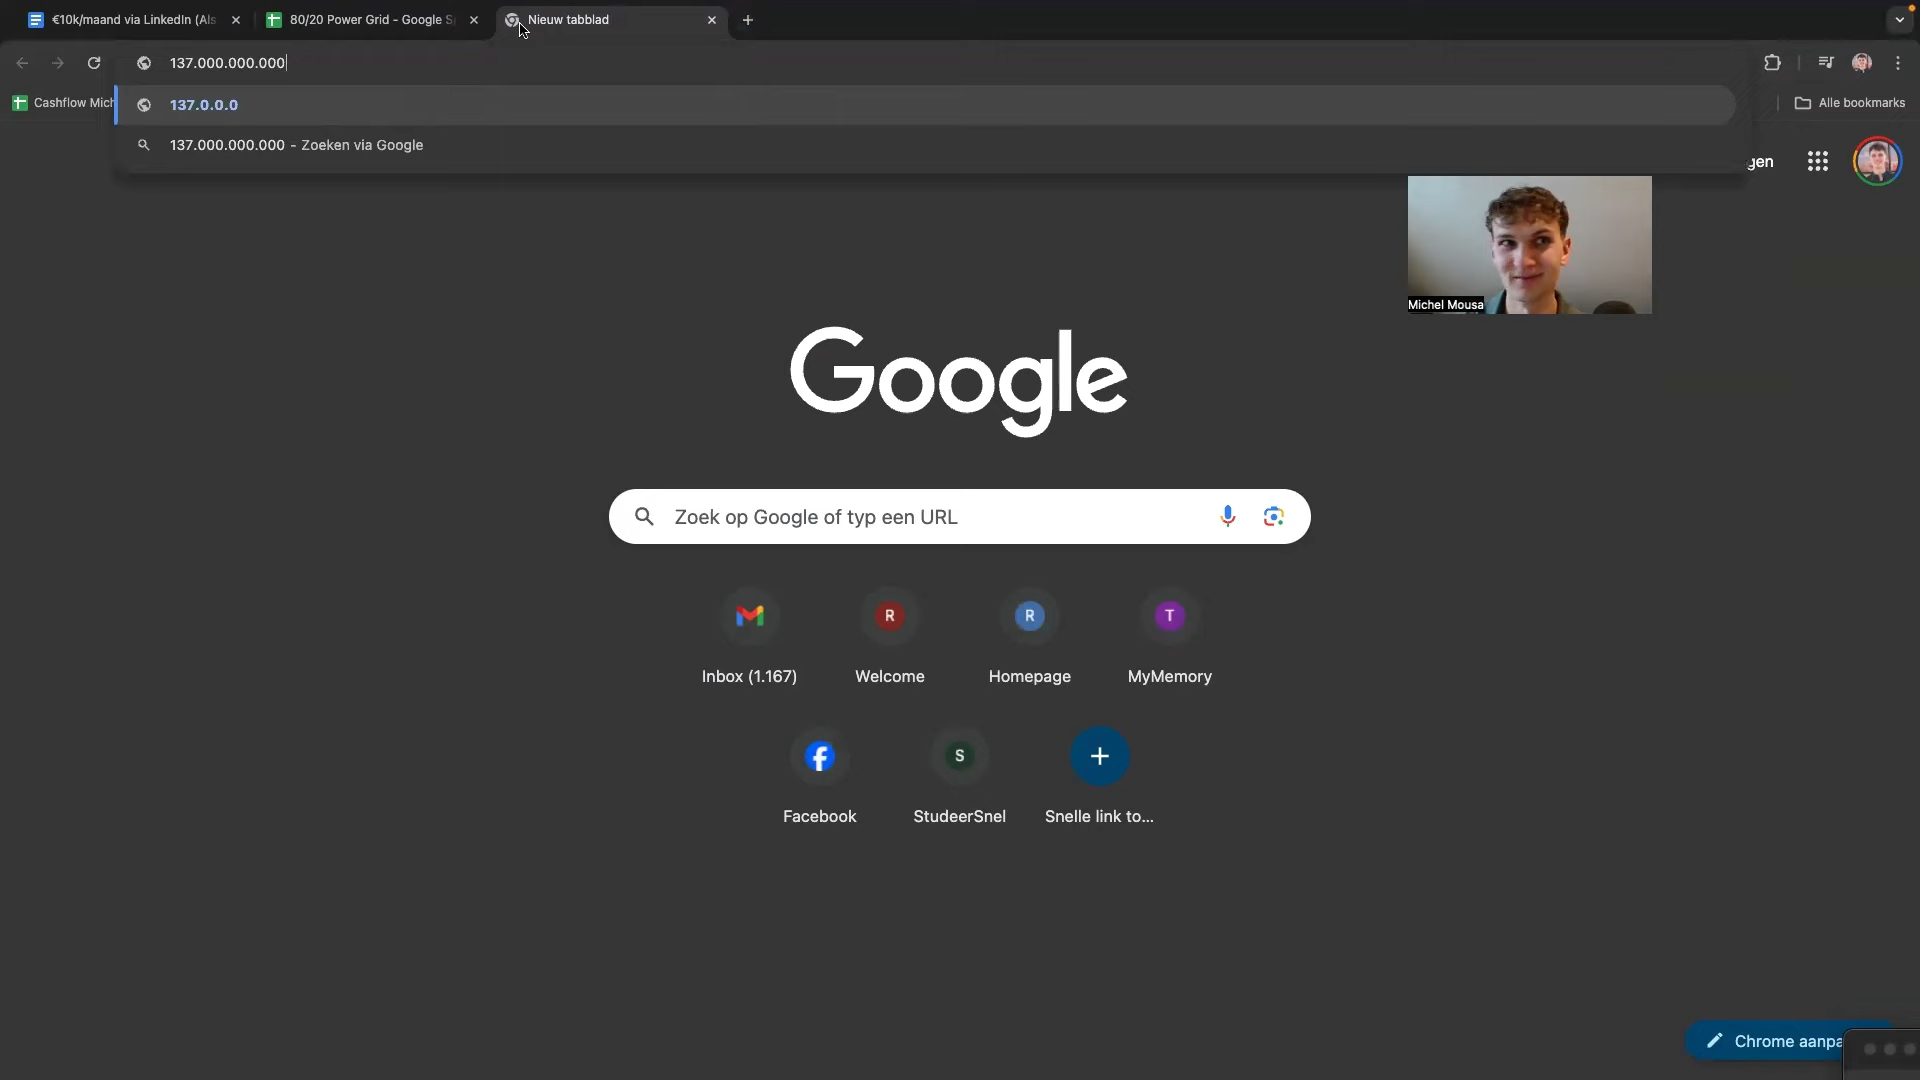 €10k/maand via LinkedIn (Als
80/20 Power Grid - Google S
Nieuw tabblad
137.000.000.000
Cashflow Mich
137.0.0.0
Alle bookmarks
137.000.000.000 - Zoeken via Google
gen
Michel Mousa
Google
Zoek op Google of typ een URL
R
R
T
Inbox (1.167)
Welcome
Homepage
MyMemory
S
Facebook
StudeerSnel
Snelle link to...
Chrome aanpa